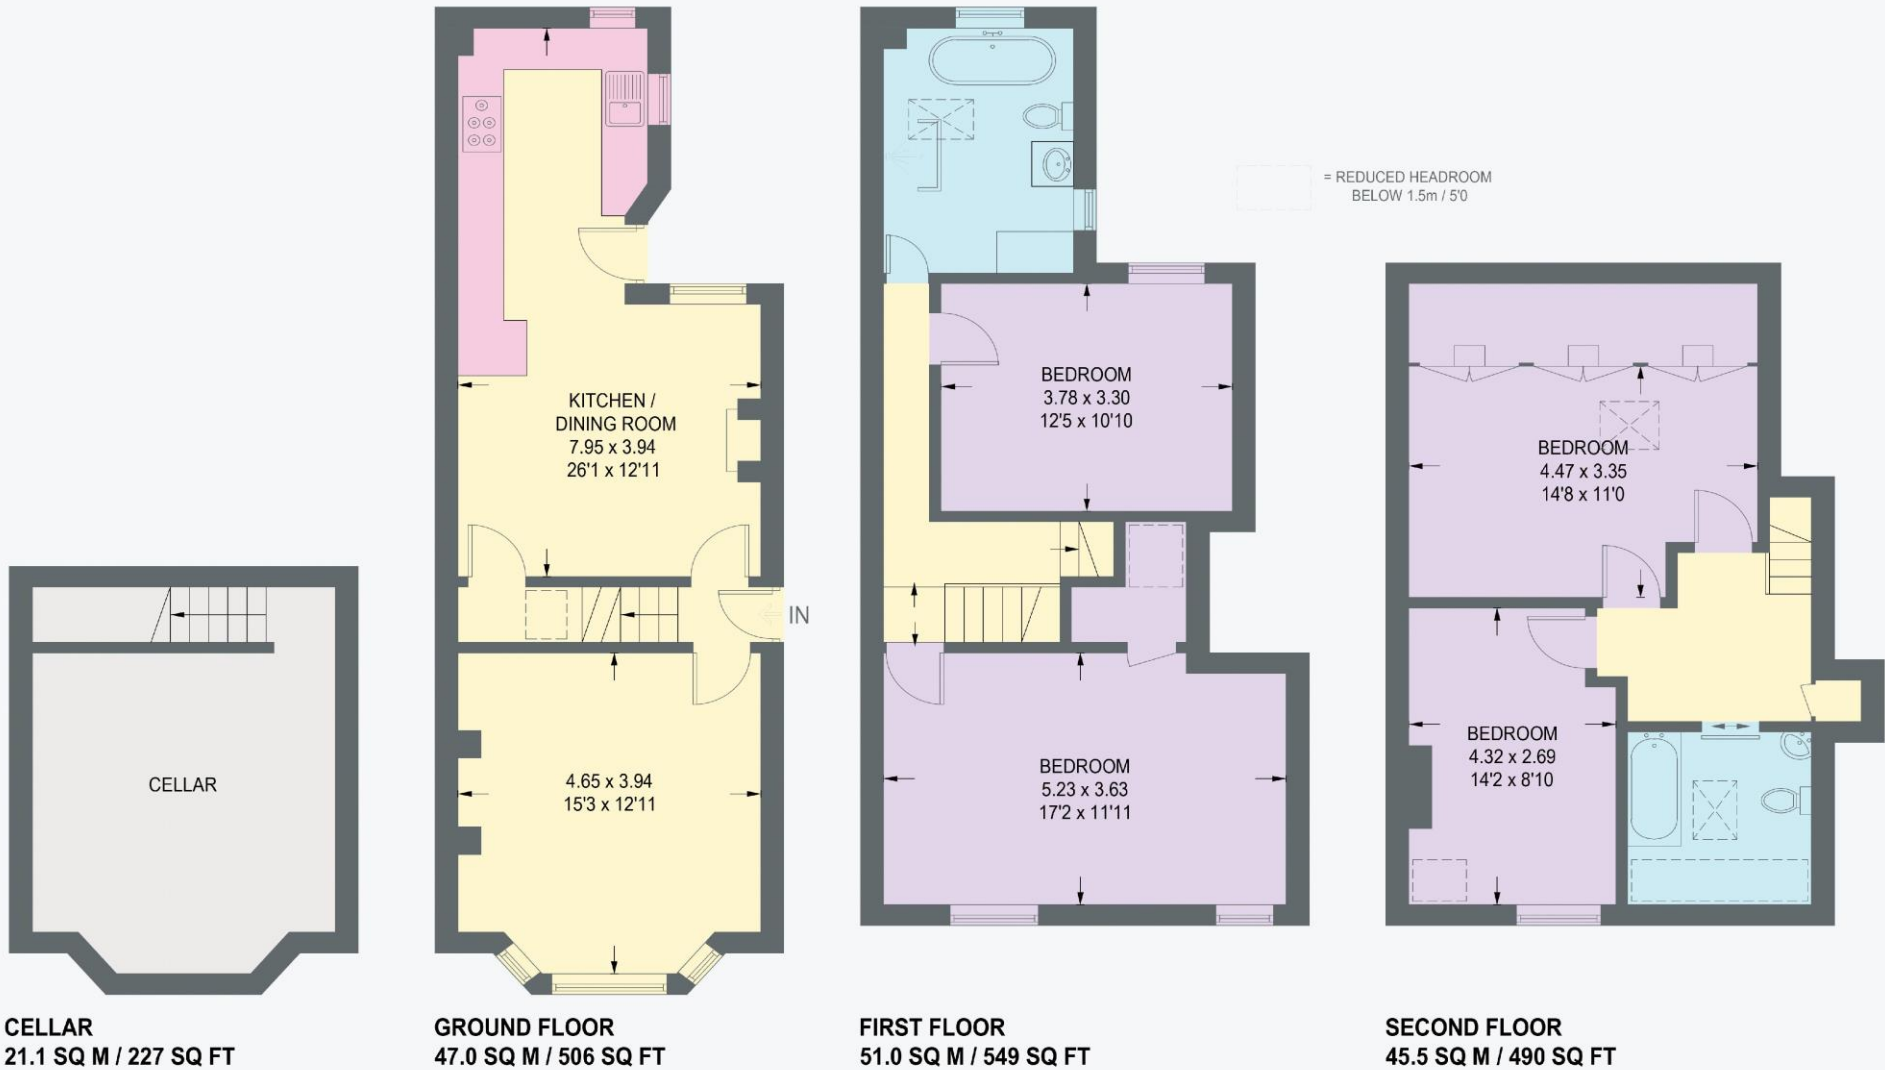 CELLAR
CELLAR
21.1 SQ M / 227 SQ FT
KITCHEN /
DINING ROOM
7.95 x 3.94
26'1 x 12'11
IN
4.65 x 3.94
15'3 x 12'11
GROUND FLOOR
47.0 SQ M / 506 SQ FT
BEDROOM
3.78 x 3.30
12'5 x 10'10
BEDROOM
5.23 x 3.63
17'2 x 11'11
FIRST FLOOR
51.0 SQ M / 549 SQ FT
= REDUCED HEADROOM
BELOW 1.5m / 5'0
BEDROOM
4.47 x 3.35
14'8 x 11'0
BEDROOM
4.32 x 2.69
14'2 x 8'10
SECOND FLOOR
45.5 SQ M / 490 SQ FT